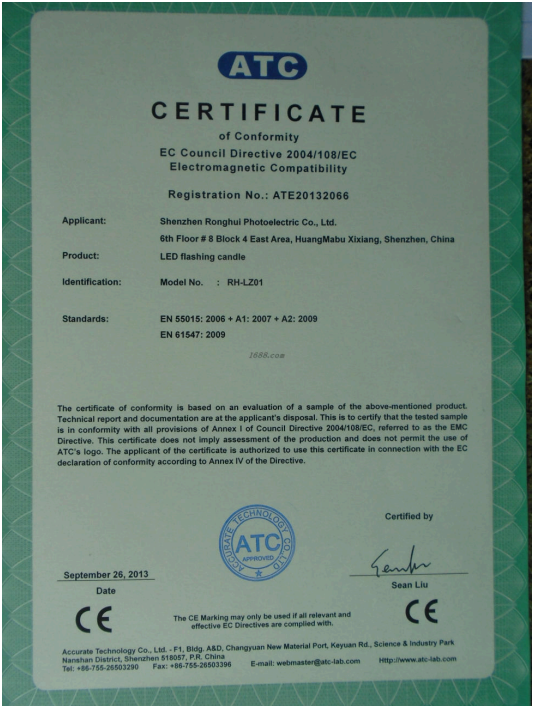 ATC
CERTIFICATE
of Conformity
EC Council Directive 2004/108/EC
Electromagnetic Compatibility
Registration No.: ATE20132066
Applicant: Shenzhen Ronghui Photoelectric Co., Ltd.
6th Floor # 8 Block 4 East Area, HuangMabu Xixiang, Shenzhen, China
Product: LED flashing candle
Identification: Model No. : RH-LZ01
Standards: EN 55015: 2006 + A1: 2007 + A2: 2009
EN 61547: 2009
1688.com
The certificate of conformity is based on an evaluation of a sample of the above-mentioned product.
Technical report and documentation are at the applicant's disposal. This is to certify that the tested sample
is in conformity with all provisions of Annex I of Council Directive 2004/108/EC, referred to as the EMC
Directive. This certificate does not imply assessment of the production and does not permit the use of
ATC's logo. The applicant of the certificate is authorized to use this certificate in connection with the EC
declaration of conformity according to Annex IV of the Directive.
Certified by
ACCURATE TECHNOLOGY CO. LTD
ATC
APPROVED
September 26, 2013
Date
Sean Liu
CE
CE
The CE Marking may only be used if all relevant and
effective EC Directives are complied with.
Accurate Technology Co., Ltd. - F1, Bldg. A&D, Changyuan New Material Port, Keyuan Rd., Science & Industry Park
Nanshan District, Shenzhen 518057, P.R. China
Tel: +86-755-26503290 Fax: +86-755-26503396 E-mail: webmaster@atc-lab.com Http://www.atc-lab.com